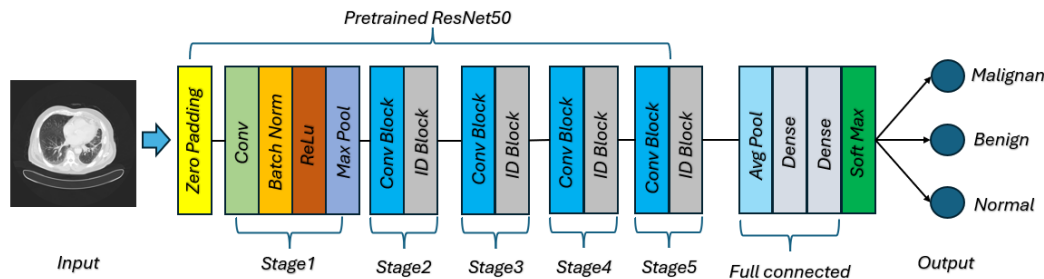 Pretrained ResNet50
Zero Padding
Conv
Batch Norm
ReLu
Max Pool
Conv Block
ID Block
Conv Block
ID Block
Conv Block
ID Block
Conv Block
ID Block
Avg Pool
Dense
Dense
Soft Max
Malignan
Benign
Normal
Input
Stage1
Stage2
Stage3
Stage4
Stage5
Full connected
Output